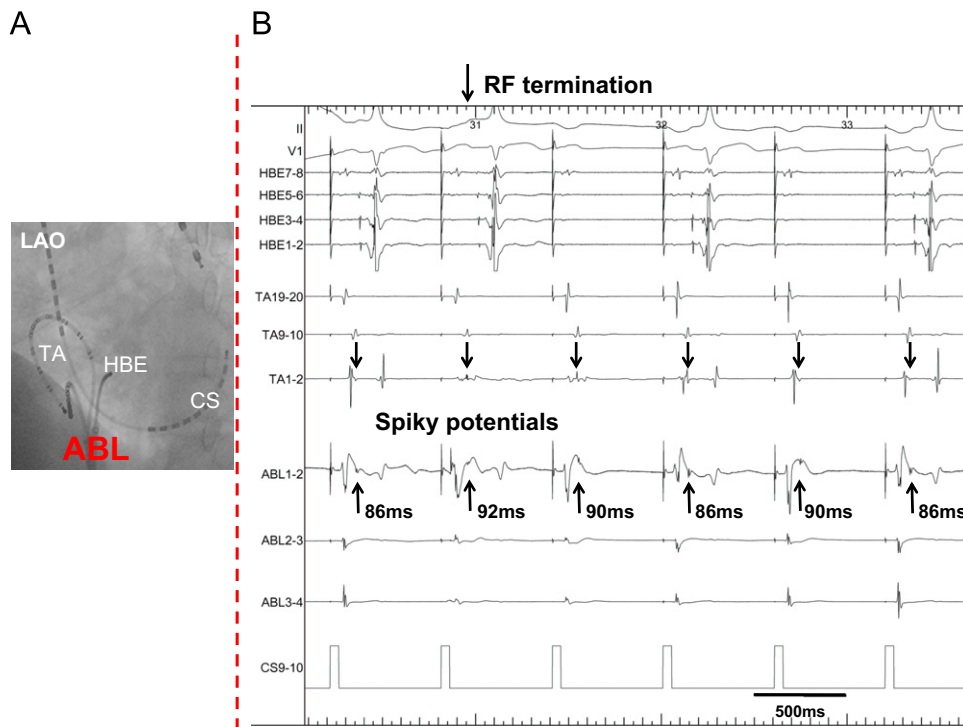 A
B
LAO
TA
HBE
CS
ABL
RF termination
31
32
33
II
V1
HBE7-8
HBE5-6
HBE3-4
HBE1-2
TA19-20
TA9-10
TA1-2
Spiky potentials
ABL1-2
86ms
92ms
90ms
86ms
90ms
86ms
ABL2-3
ABL3-4
CS9-10
500ms